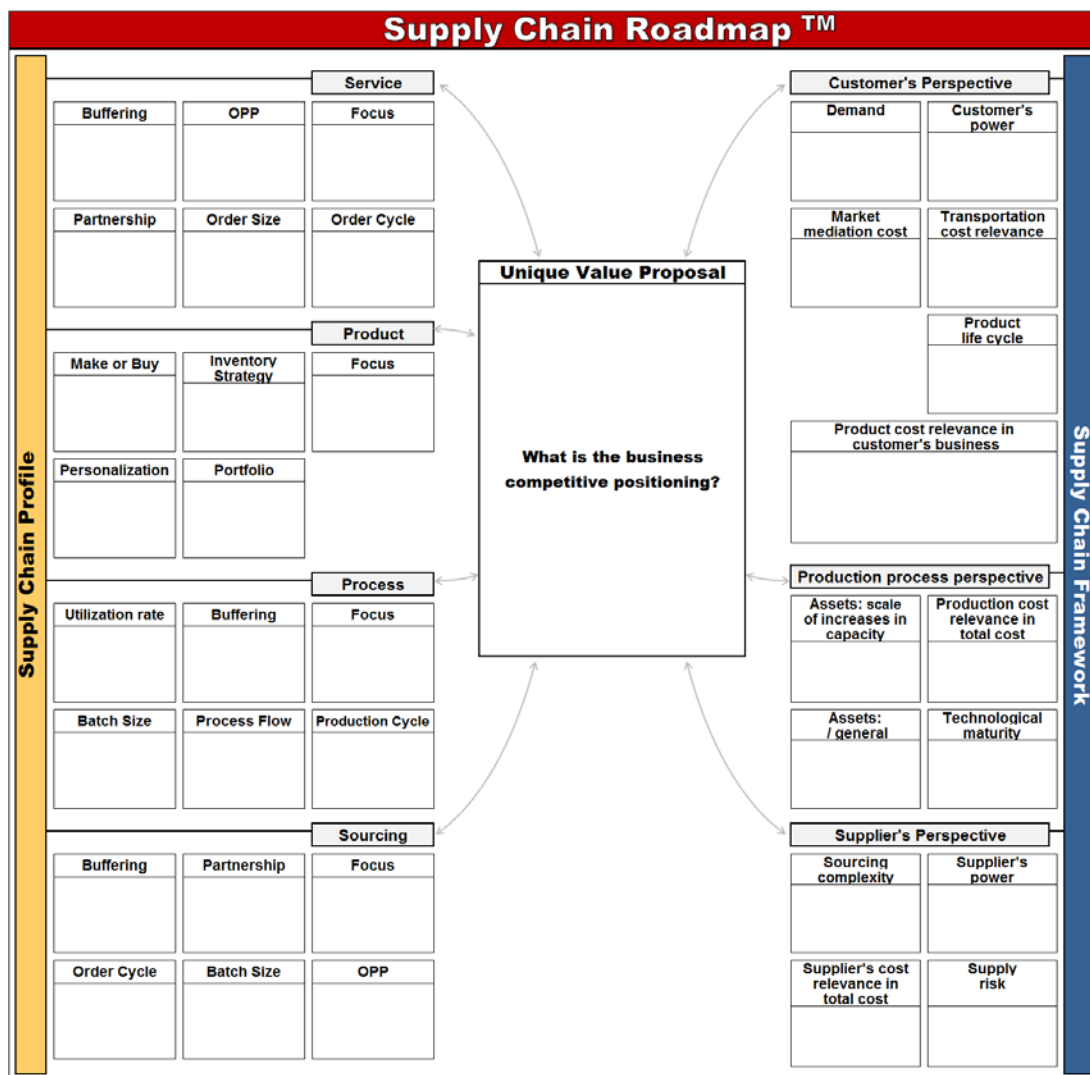 Supply Chain Roadmap TM
Supply Chain Profile
Service
Buffering
OPP
Focus
Partnership
Order Size
Order Cycle
Product
Make or Buy
Inventory
Strategy
Focus
Personalization
Portfolio
Process
Utilization rate
Buffering
Focus
Batch Size
Process Flow
Production Cycle
Sourcing
Buffering
Partnership
Focus
Order Cycle
Batch Size
OPP
Unique Value Proposal
What is the business
competitive positioning?
Customer's Perspective
Demand
Customer's
power
Market
mediation cost
Transportation
cost relevance
Product
life cycle
Product cost relevance in
customer's business
Production process perspective
Assets: scale
of increases in
capacity
Production cost
relevance in
total cost
Assets:
/ general
Technological
maturity
Supplier's Perspective
Sourcing
complexity
Supplier's
power
Supplier's cost
relevance in
total cost
Supply
risk
Supply Chain Framework